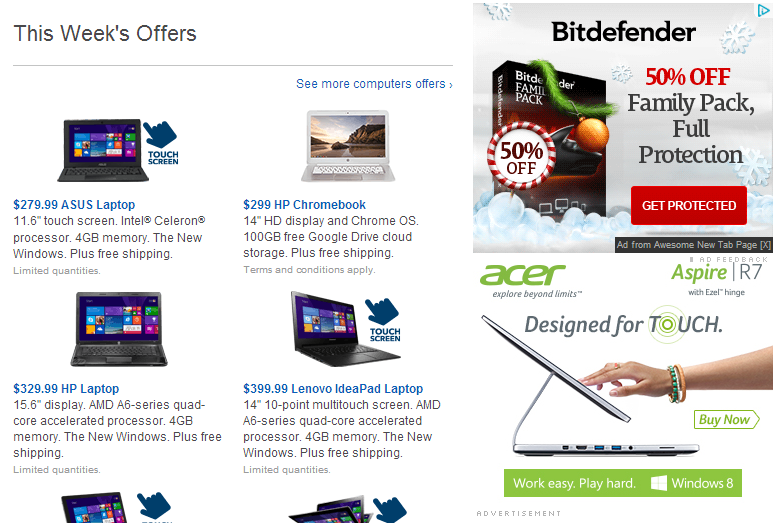 This Week's Offers
See more computers offers ›
TOUCH
SCREEN
$279.99 ASUS Laptop
11.6" touch screen. Intel® Celeron®
processor. 4GB memory. The New
Windows. Plus free shipping.
Limited quantities.
$299 HP Chromebook
14" HD display and Chrome OS.
100GB free Google Drive cloud
storage. Plus free shipping.
Terms and conditions apply.
$329.99 HP Laptop
15.6" display. AMD A6-series quad-
core accelerated processor. 4GB
memory. The New Windows. Plus free
shipping.
Limited quantities.
TOUCH
SCREEN
$399.99 Lenovo IdeaPad Laptop
14" 10-point multitouch screen. AMD
A6-series quad-core accelerated
processor. 4GB memory. The New
Windows. Plus free shipping.
Limited quantities.
Bitdefender
Bitdefender
FAMILY
PACK
50%
OFF
50% OFF
Family Pack,
Full
Protection
GET PROTECTED
Ad from Awesome New Tab Page [X]
AD FEEDBACK
acer
explore beyond limits™
Aspire | R7
with Ezel™ hinge
Designed for TOUCH.
Buy Now
Work easy. Play hard.
Windows 8
ADVERTISEMENT